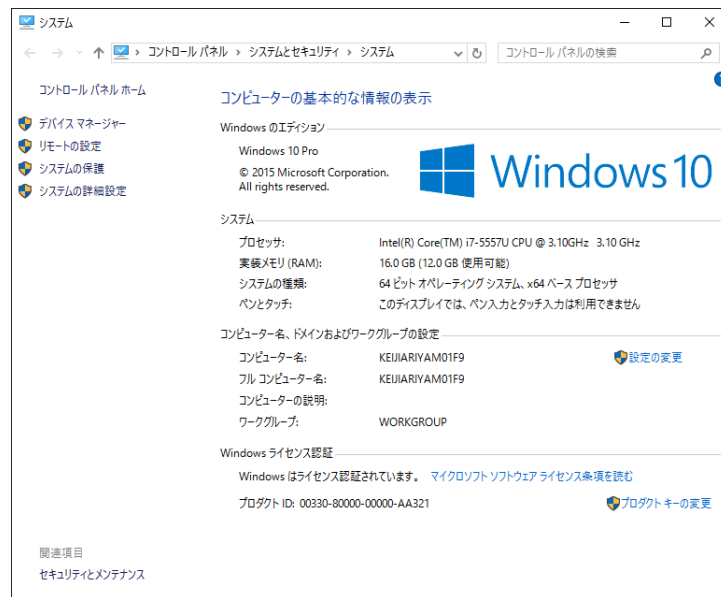 システム
コントロール パネル › システムとセキュリティ › システム
コントロール パネルの検索
コントロール パネル ホーム
デバイス マネージャー
リモートの設定
システムの保護
システムの詳細設定
コンピューターの基本的な情報の表示
Windows のエディション
Windows 10 Pro
© 2015 Microsoft Corporation.
All rights reserved.
Windows 10
システム
プロセッサ: Intel(R) Core(TM) i7-5557U CPU @ 3.10GHz 3.10 GHz
実装メモリ (RAM): 16.0 GB (12.0 GB 使用可能)
システムの種類: 64 ビット オペレーティング システム、x64 ベース プロセッサ
ペンとタッチ: このディスプレイでは、ペン入力とタッチ入力は利用できません
コンピューター名、ドメインおよびワークグループの設定
コンピューター名: KEIJIARIYAM01F9
設定の変更
フル コンピューター名: KEIJIARIYAM01F9
コンピューターの説明:
ワークグループ: WORKGROUP
Windows ライセンス認証
Windows はライセンス認証されています。 マイクロソフト ソフトウェア ライセンス条項を読む
プロダクト ID: 00330-80000-00000-AA321
プロダクト キーの変更
関連項目
セキュリティとメンテナンス